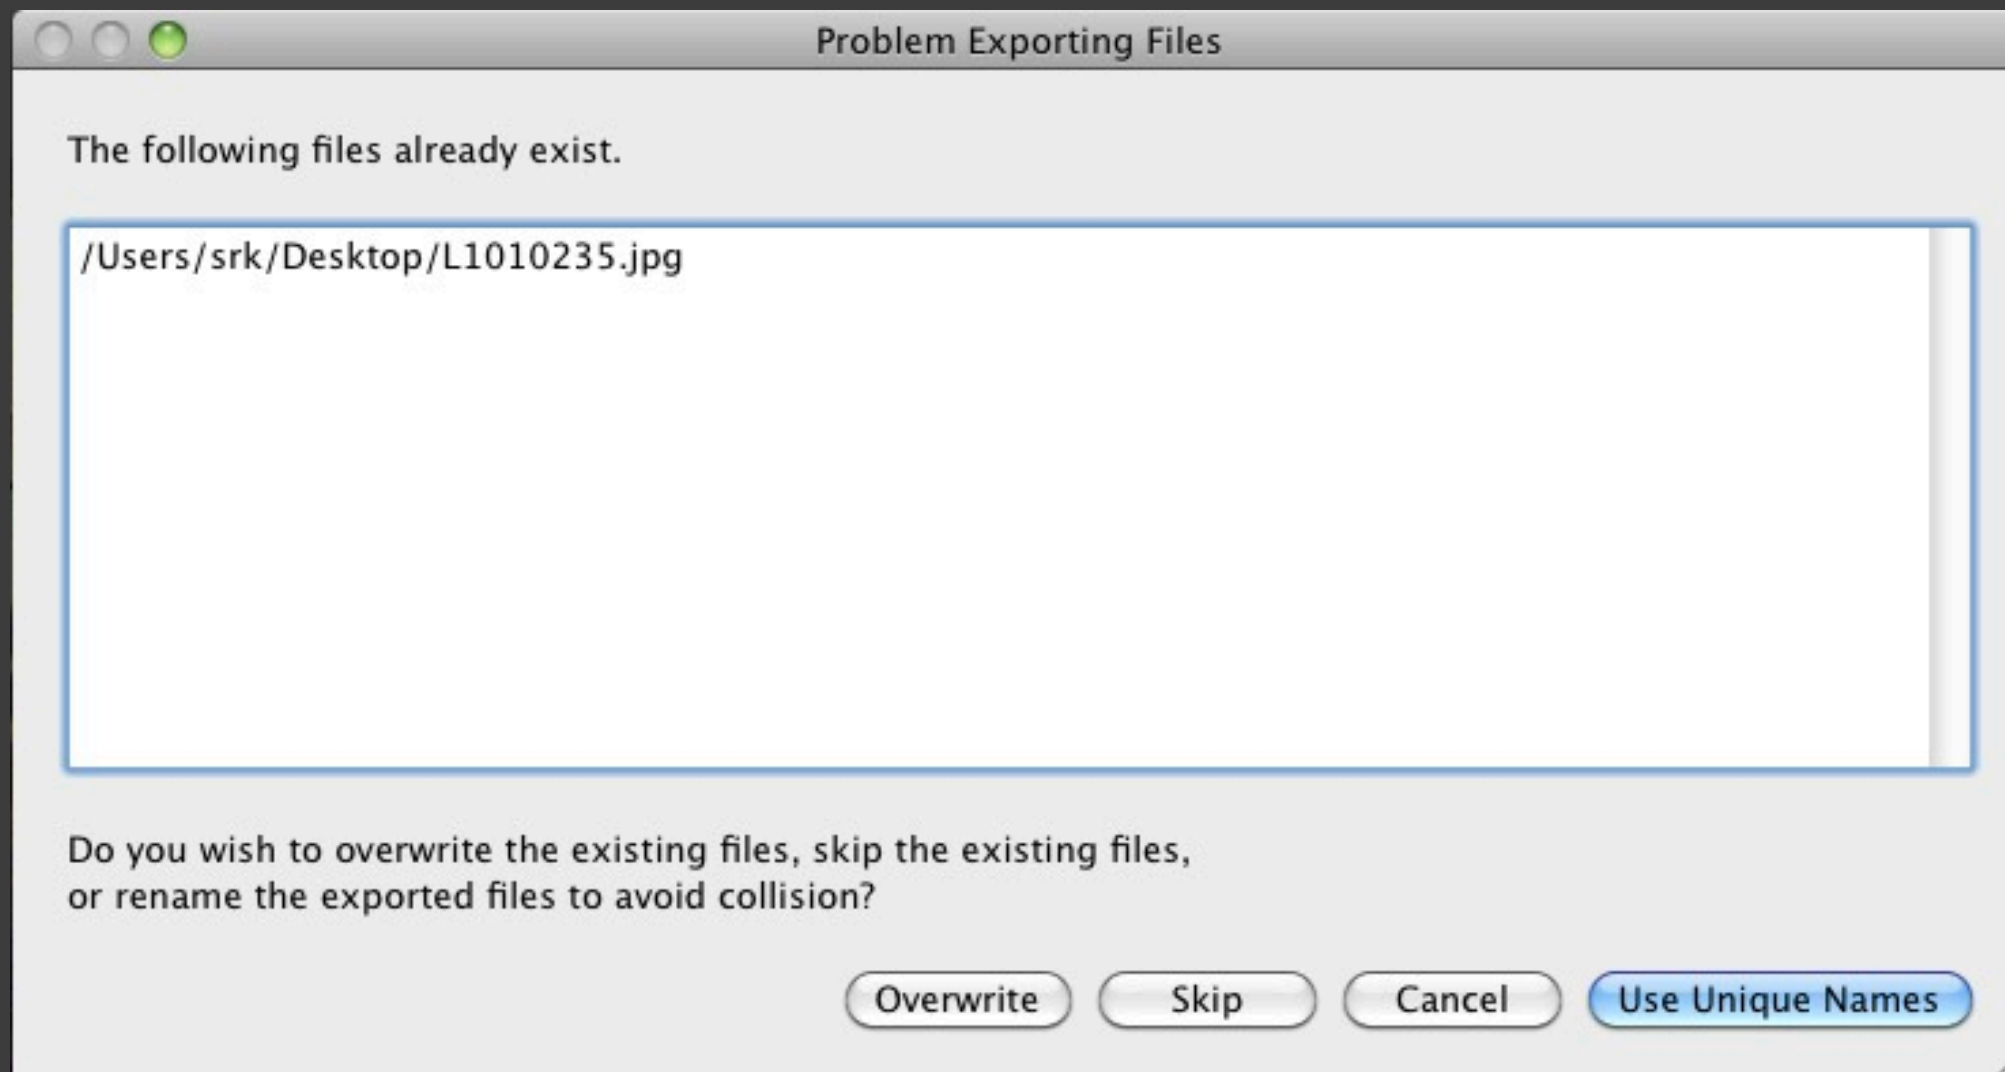 Problem Exporting Files
The following files already exist.
/Users/srk/Desktop/L1010235.jpg
Do you wish to overwrite the existing files, skip the existing files,
or rename the exported files to avoid collision?
Overwrite Skip Cancel Use Unique Names